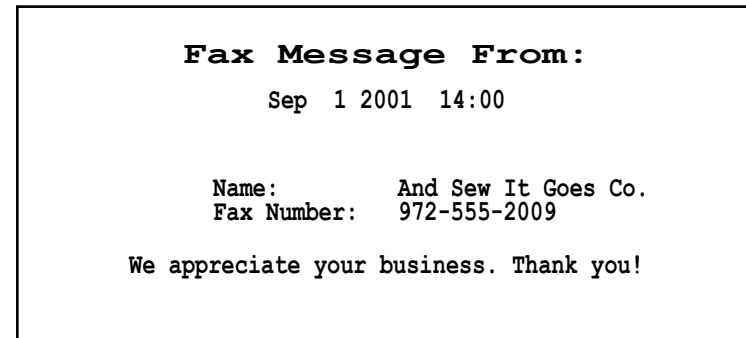 Fax Message From:
Sep 1 2001 14:00
Name: And Sew It Goes Co.
Fax Number: 972-555-2009
We appreciate your business. Thank you!